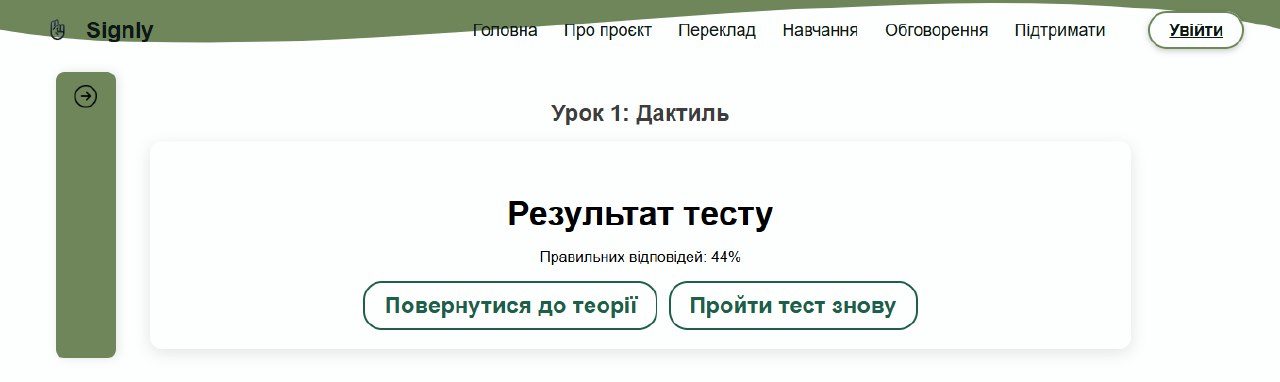 Signly
Головна Про проєкт Переклад Навчання Обговорення Підтримати Увійти
Урок 1: Дактиль
Результат тесту
Правильних відповідей: 44%
Повернутися до теорії Пройти тест знову